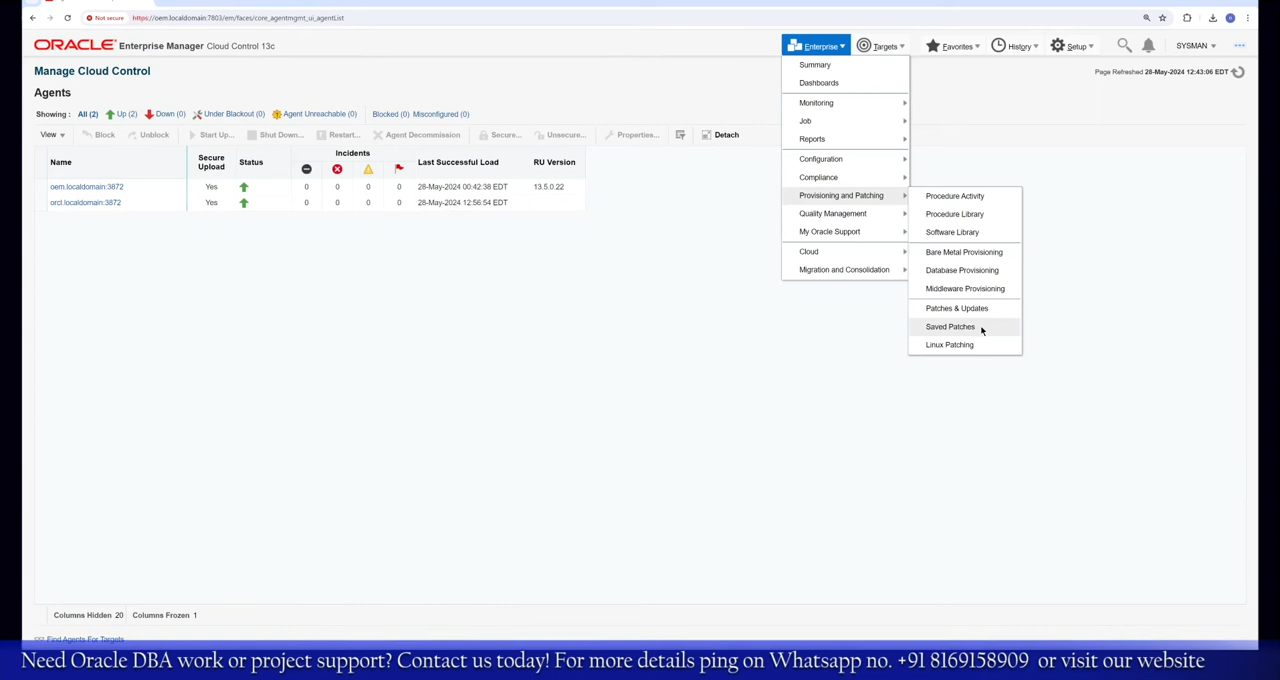 Not secure https://oem.localdomain:7803/em/faces/core_agentmgmt_ui_agentList
ORACLE Enterprise Manager Cloud Control 13c
Enterprise Targets Favorites History Setup SYSMAN
Manage Cloud Control
Page Refreshed 28-May-2024 12:43:06 EDT
Agents
Showing : All (2) Up (2) Down (0) Under Blackout (0) Agent Unreachable (0) Blocked (0) Misconfigured (0)
View Block Unblock Start Up... Shut Down... Restart... Agent Decommission Secure... Unsecure... Properties... Detach
Name Secure Upload Status Incidents Last Successful Load RU Version
oem.localdomain:3872 Yes 0 0 0 0 28-May-2024 00:42:38 EDT 13.5.0.22
orcl.localdomain:3872 Yes 0 0 0 0 28-May-2024 12:56:54 EDT
Summary
Dashboards
Monitoring
Job
Reports
Configuration
Compliance
Provisioning and Patching
Quality Management
My Oracle Support
Cloud
Migration and Consolidation
Procedure Activity
Procedure Library
Software Library
Bare Metal Provisioning
Database Provisioning
Middleware Provisioning
Patches & Updates
Saved Patches
Linux Patching
Columns Hidden 20 Columns Frozen 1
Find Agents For Targets
Need Oracle DBA work or project support? Contact us today! For more details ping on Whatsapp no. +91 8169158909 or visit our website